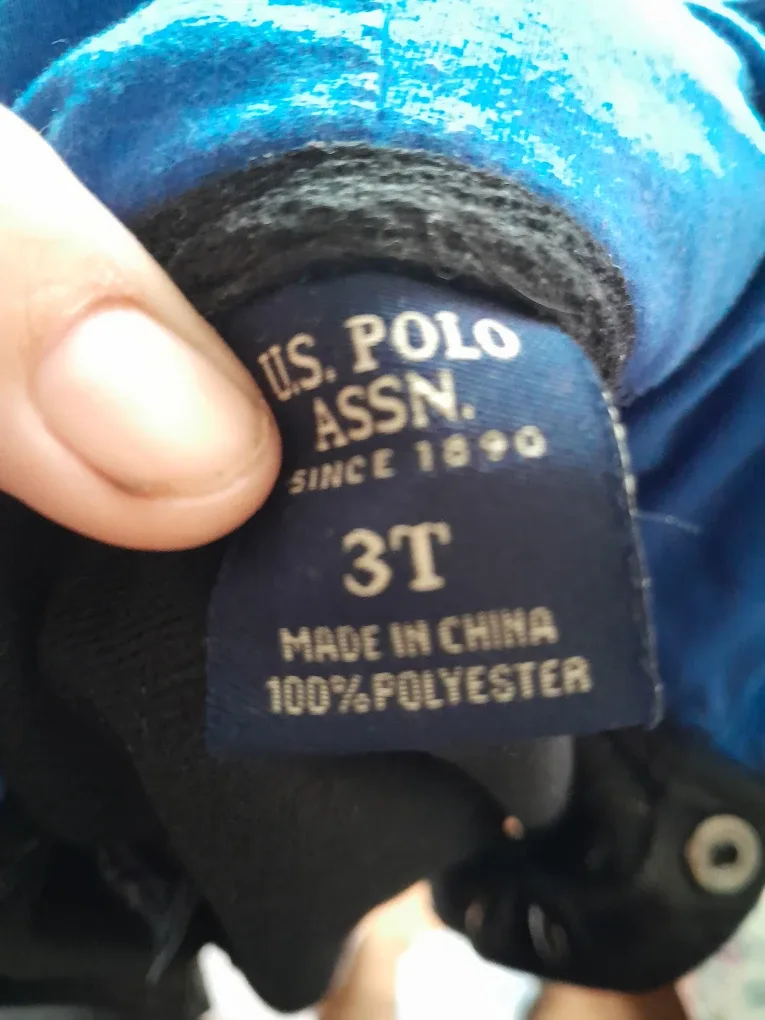 U.S. POLO
ASSN.
SINCE 1890
3T
MADE IN CHINA
100%POLYESTER